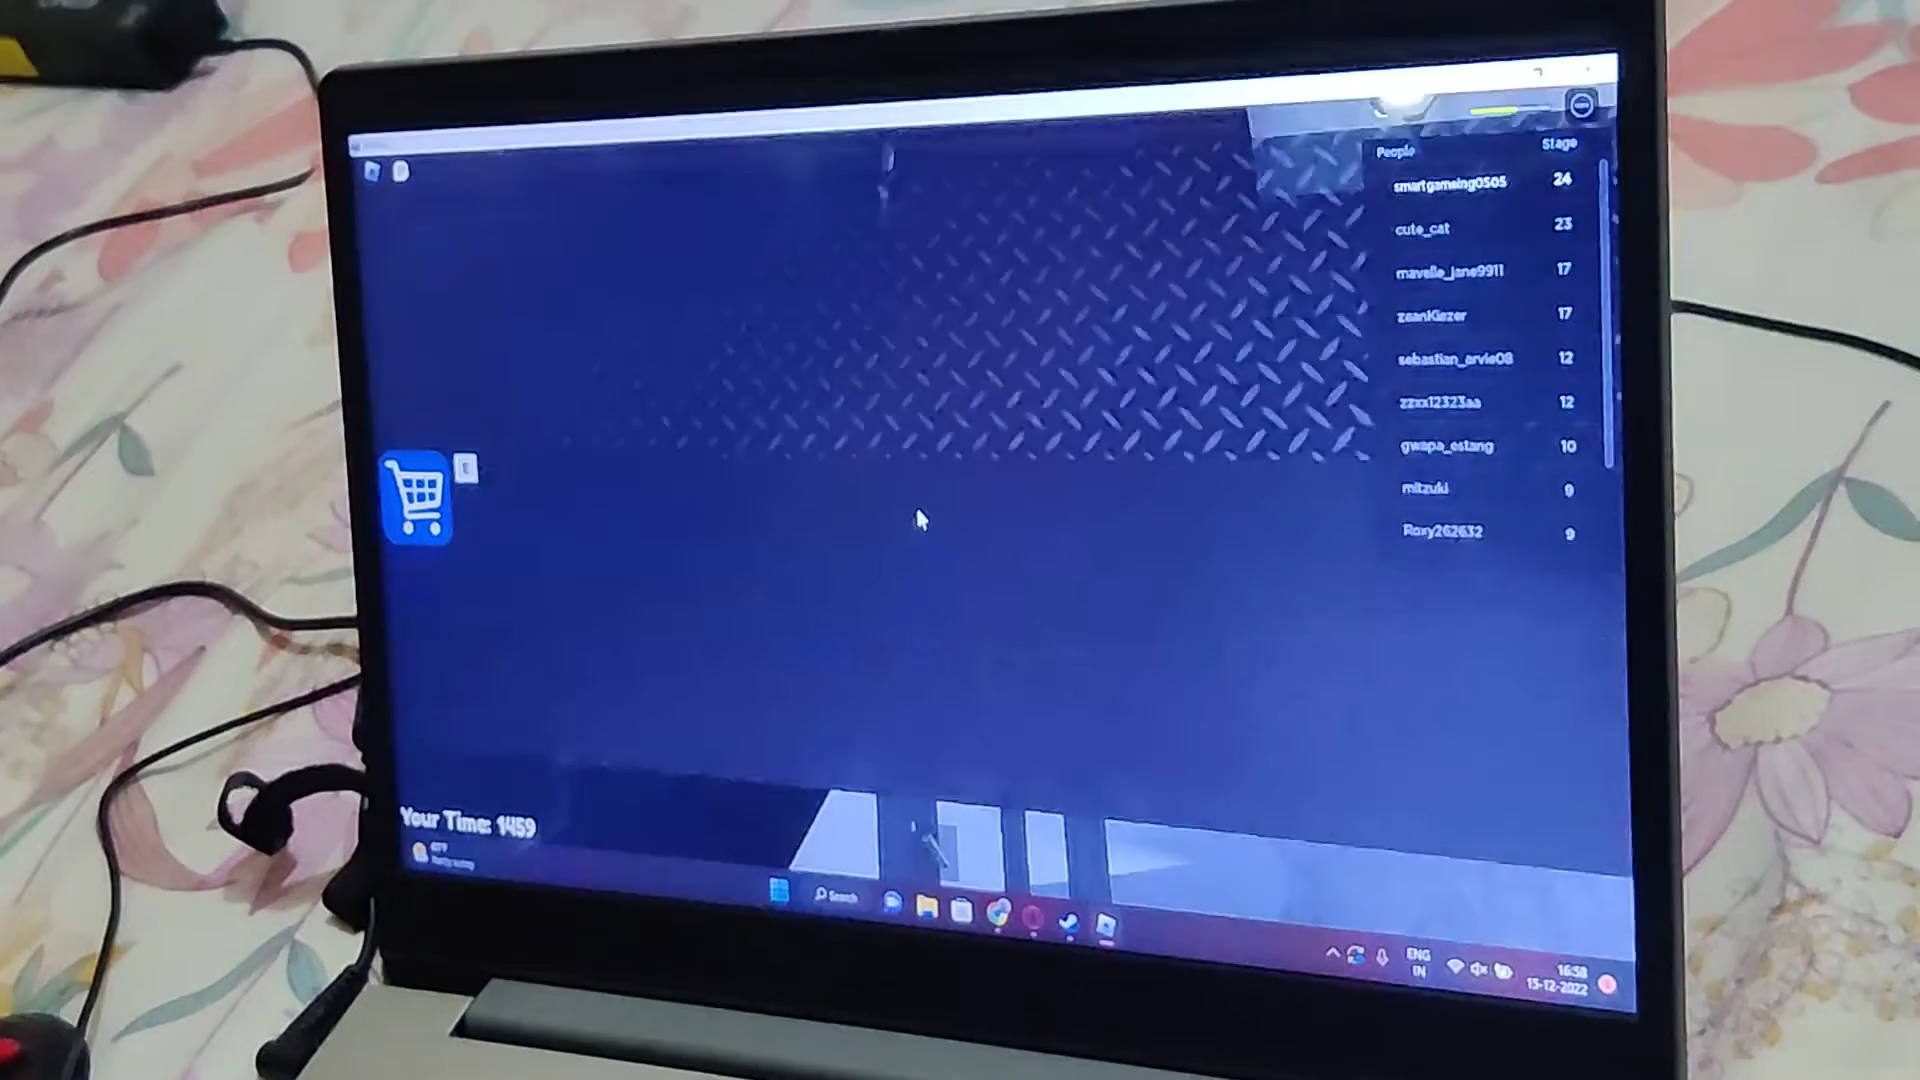 People Stage
smartgameing0505 24
cute_cat 23
mavelle_jane9911 17
zeanKiezer 17
sebastian_arvie08 12
zzxx12323aa 12
gwapa_estang 10
mitzuki 9
Roxy262632 9
E
Your Time: 1459
Search
ENG
IN
16:58
15-12-2022